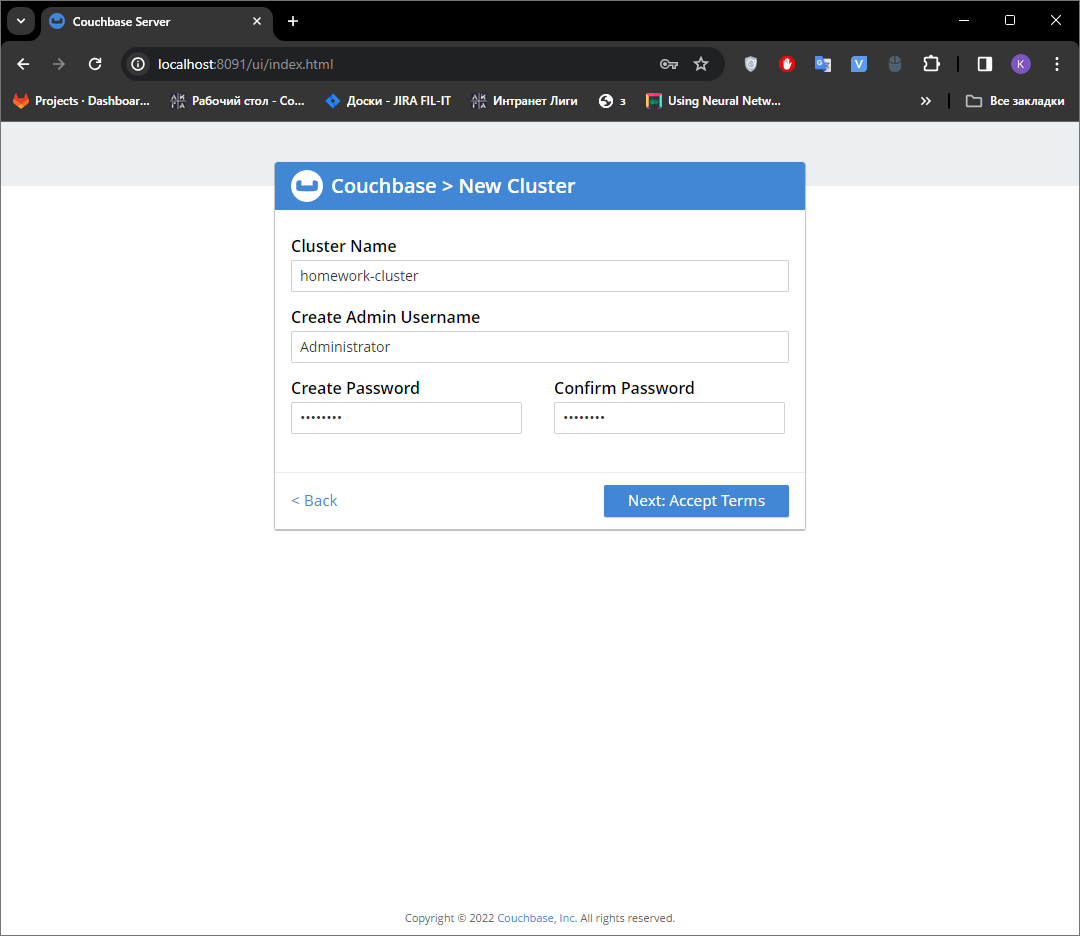 Couchbase Server
localhost:8091/ui/index.html
K
Projects · Dashboar...
Рабочий стол - Co...
Доски - JIRA FIL-IT
Интранет Лиги
з
Using Neural Netw...
Все закладки
Couchbase > New Cluster
Cluster Name
homework-cluster
Create Admin Username
Administrator
Create Password Confirm Password
•••••••• ••••••••
< Back Next: Accept Terms
Copyright © 2022 Couchbase, Inc. All rights reserved.